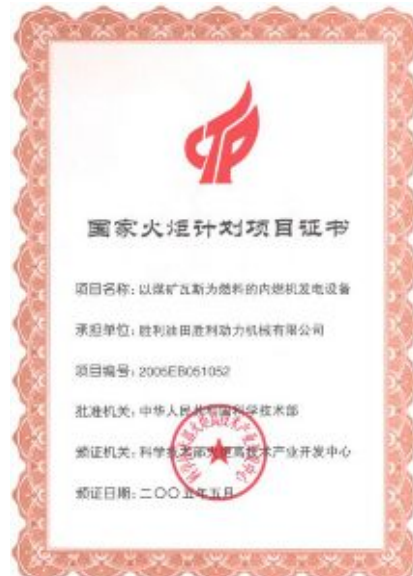 国家火炬计划项目证书
项目名称：以煤矿瓦斯为燃料的内燃机发电设备
承担单位：胜利油田胜利动力机械有限公司
项目编号：2005EB051052
批准机关：中华人民共和国科学技术部
颁证机关：科学技术部火炬高技术产业开发中心
颁证日期：二〇〇五年五月